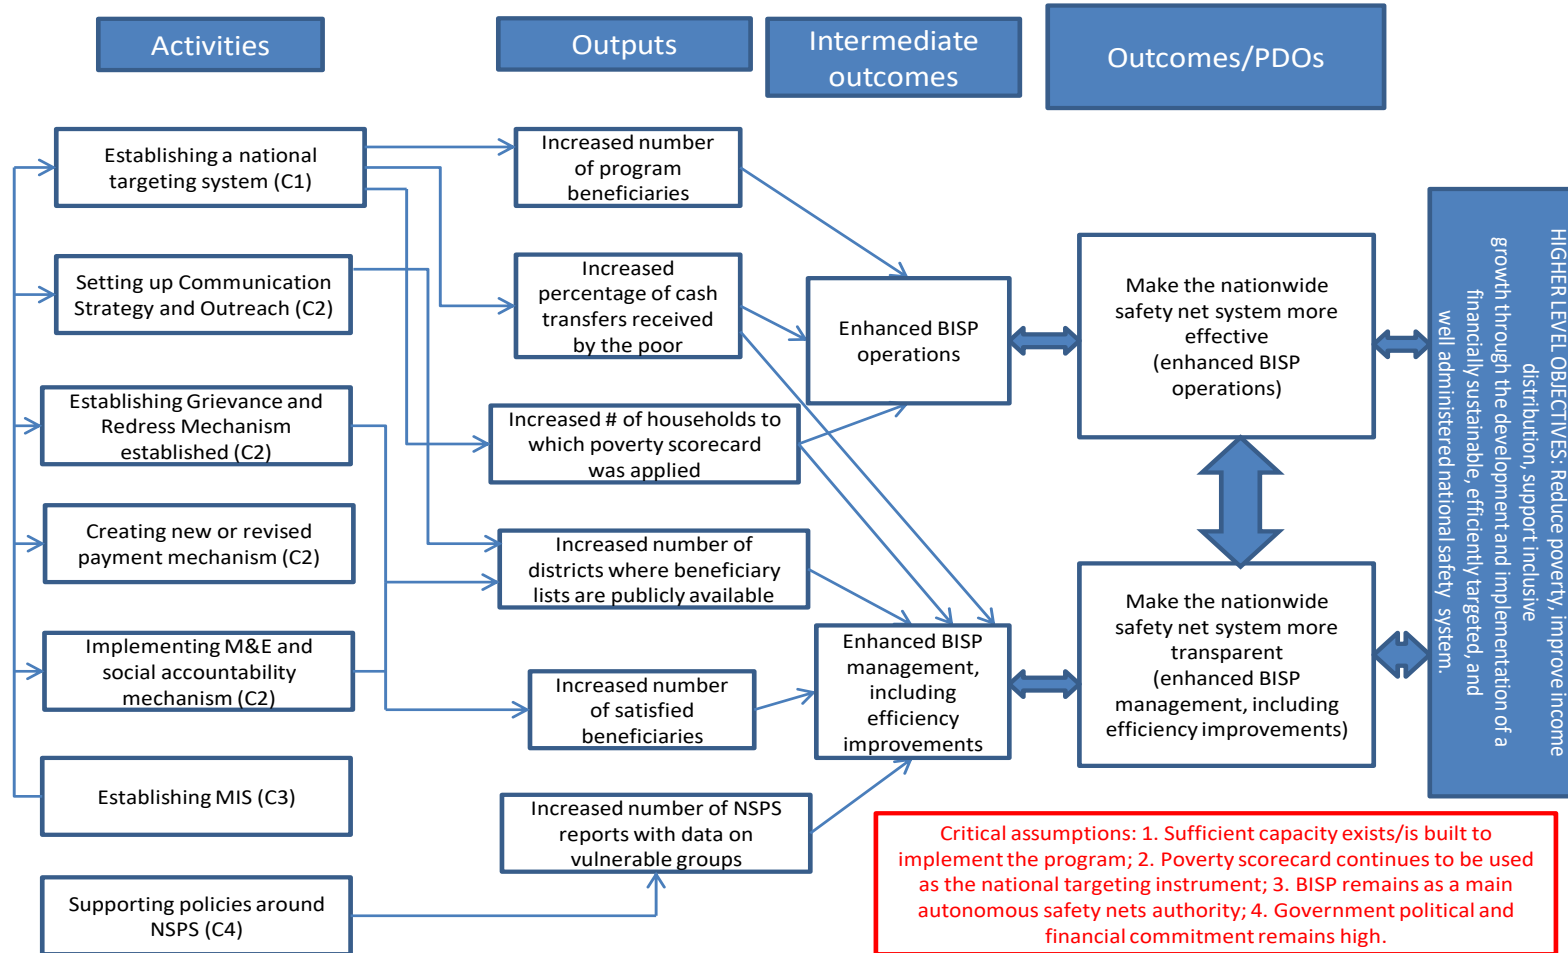 Activities
Outputs
Intermediate
outcomes
Outcomes/PDOs
Establishing a national
targeting system (C1)
Setting up Communication
Strategy and Outreach (C2)
Establishing Grievance and
Redress Mechanism
established (C2)
Creating new or revised
payment mechanism (C2)
Implementing M&E and
social accountability
mechanism (C2)
Establishing MIS (C3)
Supporting policies around
NSPS (C4)
Increased number
of program
beneficiaries
Increased
percentage of cash
transfers received
by the poor
Increased # of households to
which poverty scorecard
was applied
Increased number of
districts where beneficiary
lists are publicly available
Increased number
of satisfied
beneficiaries
Increased number of NSPS
reports with data on
vulnerable groups
Enhanced BISP
operations
Enhanced BISP
management,
including
efficiency
improvements
Make the nationwide
safety net system more
effective
(enhanced BISP
operations)
Make the nationwide
safety net system more
transparent
(enhanced BISP
management, including
efficiency improvements)
HIGHER LEVEL OBJECTIVES: Reduce poverty, improve income
distribution, support inclusive
growth through the development and implementation of a
financially sustainable, efficiently targeted, and
well administered national safety system.
Critical assumptions: 1. Sufficient capacity exists/is built to
implement the program; 2. Poverty scorecard continues to be used
as the national targeting instrument; 3. BISP remains as a main
autonomous safety nets authority; 4. Government political and
financial commitment remains high.